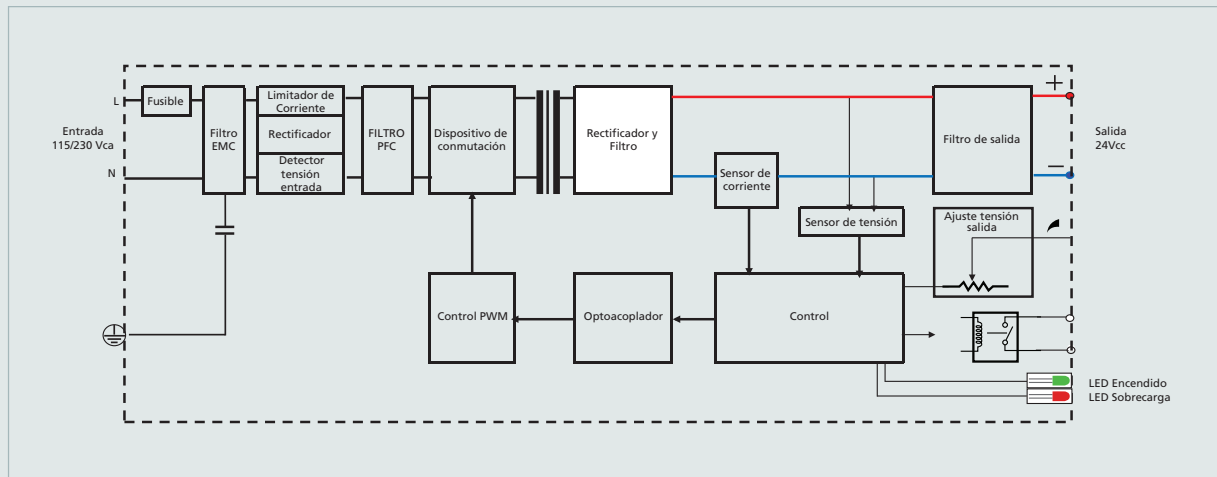 L
Fusible
Limitador de
Corriente
Entrada
115/230 Vca
Filtro
EMC
Rectificador
FILTRO
PFC
Dispositivo de
conmutación
Rectificador y
Filtro
Filtro de salida
+
Salida
24Vcc
N
Detector
tensión
entrada
Sensor de
corriente
−
Sensor de tensión
Ajuste tensión
salida
Control PWM
Optoacoplador
Control
LED Encendido
LED Sobrecarga